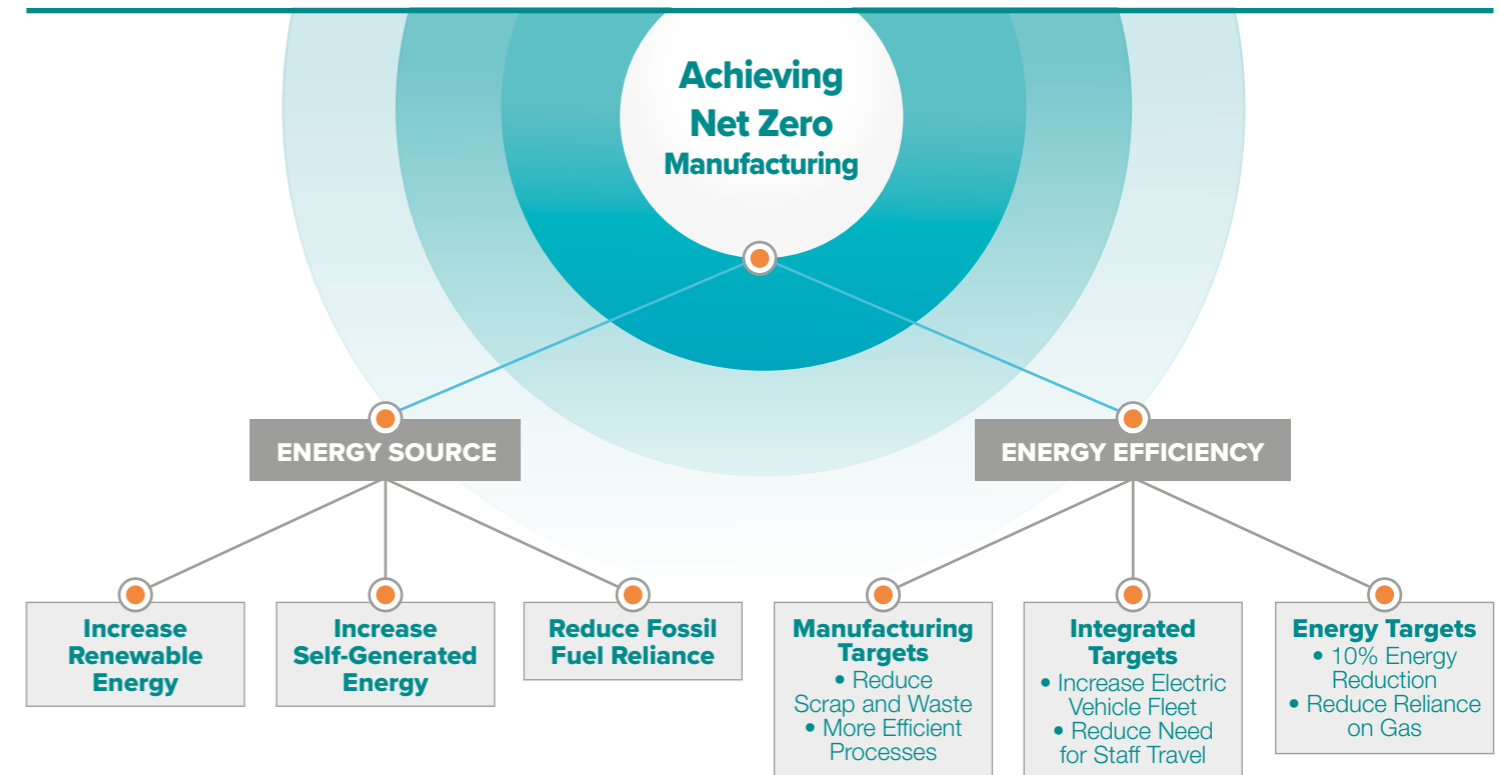 Achieving
Net Zero
Manufacturing
ENERGY SOURCE
ENERGY EFFICIENCY
Increase
Renewable
Energy
Increase
Self-Generated
Energy
Reduce Fossil
Fuel Reliance
Manufacturing
Targets
• Reduce
Scrap and Waste
• More Efficient
Processes
Integrated
Targets
• Increase Electric
Vehicle Fleet
• Reduce Need
for Staff Travel
Energy Targets
• 10% Energy
Reduction
• Reduce Reliance
on Gas